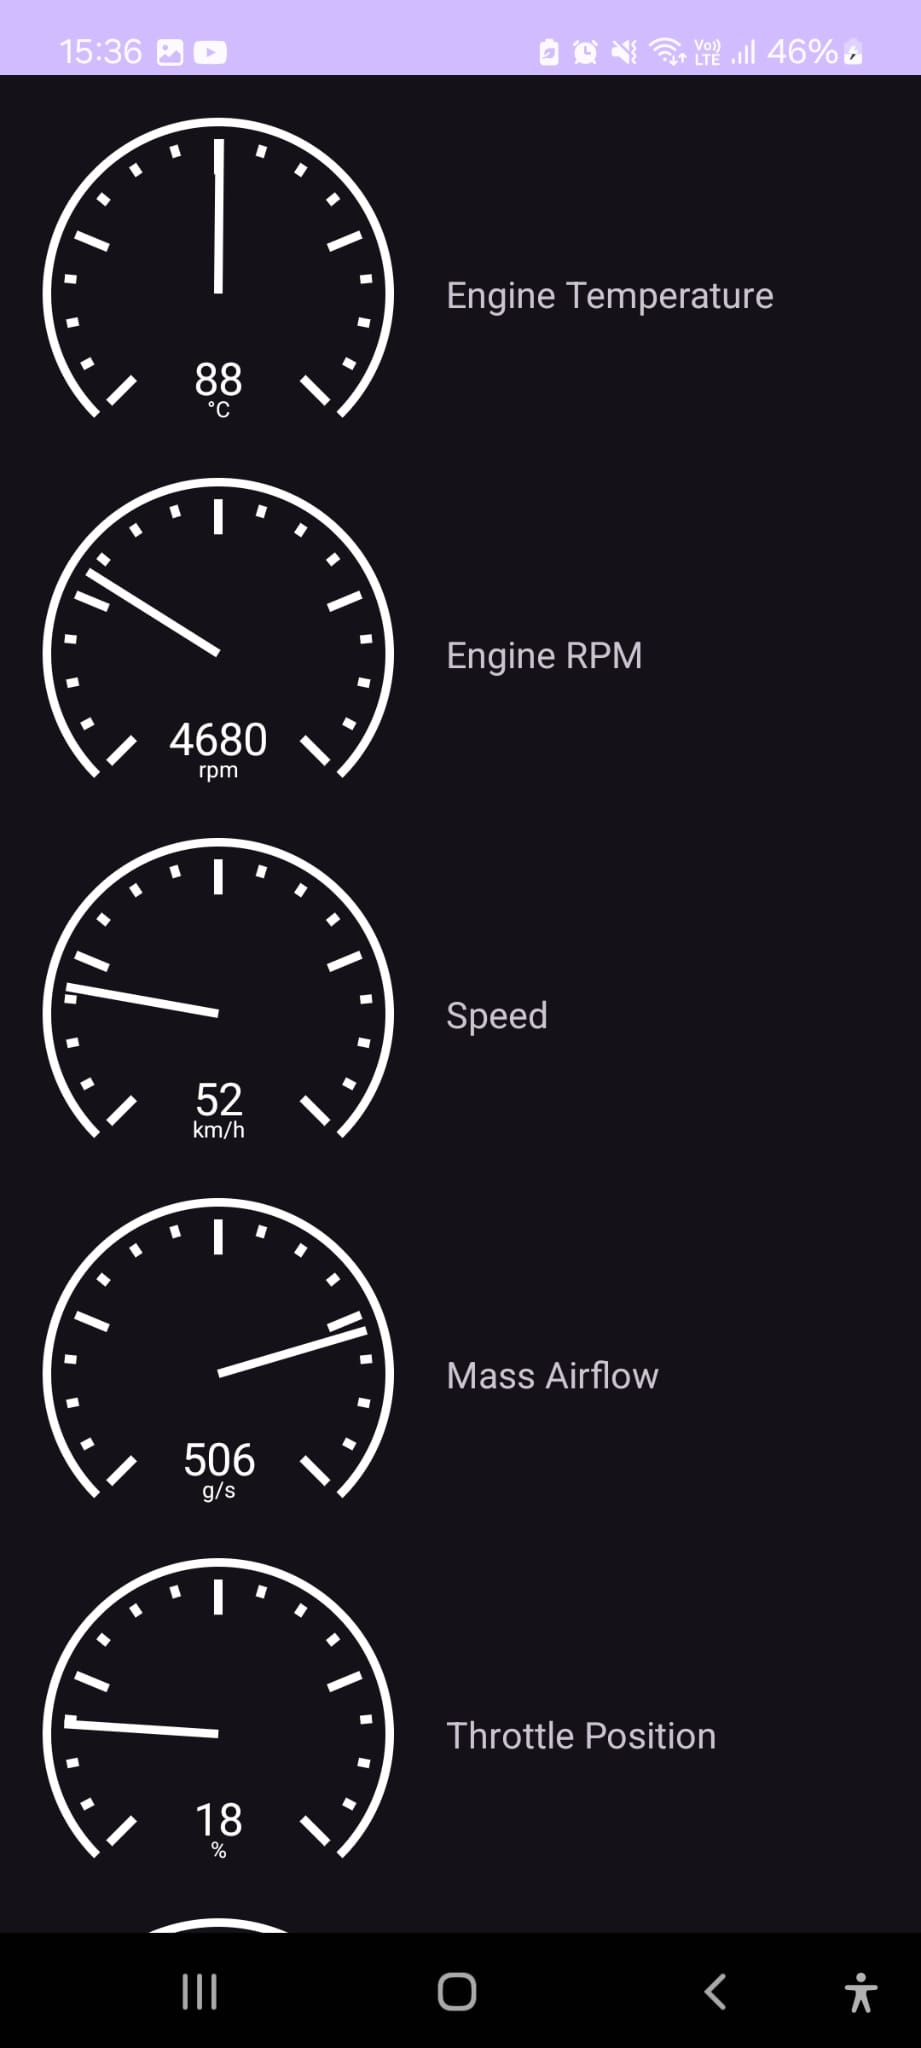 15:36 Vo)) LTE 46%
88
°C
Engine Temperature
4680
rpm
Engine RPM
52
km/h
Speed
506
g/s
Mass Airflow
18
%
Throttle Position